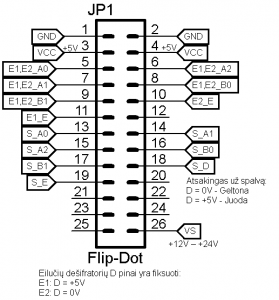 JP1
GND 1 2 GND
VCC +5V 3 4 +5V VCC
E1,E2_A0 5 6 E1,E2_A2
E1,E2_A1 7 8 E1,E2_B0
E1,E2_B1 9 10 E2_E
E1_E 11 12
S_A0 13 14 S_A1
S_A2 15 16 S_B0
S_B1 17 18 S_D
S_E 19 20
21 22
23 24
25 26 VS
+12V ~ +24V
Atsakingas už spalvą:
D = 0V - Geltona
D = +5V - Juoda
Flip-Dot
Eilučių dešifratorių D pinai yra fiksuoti:
E1: D = +5V
E2: D = 0V